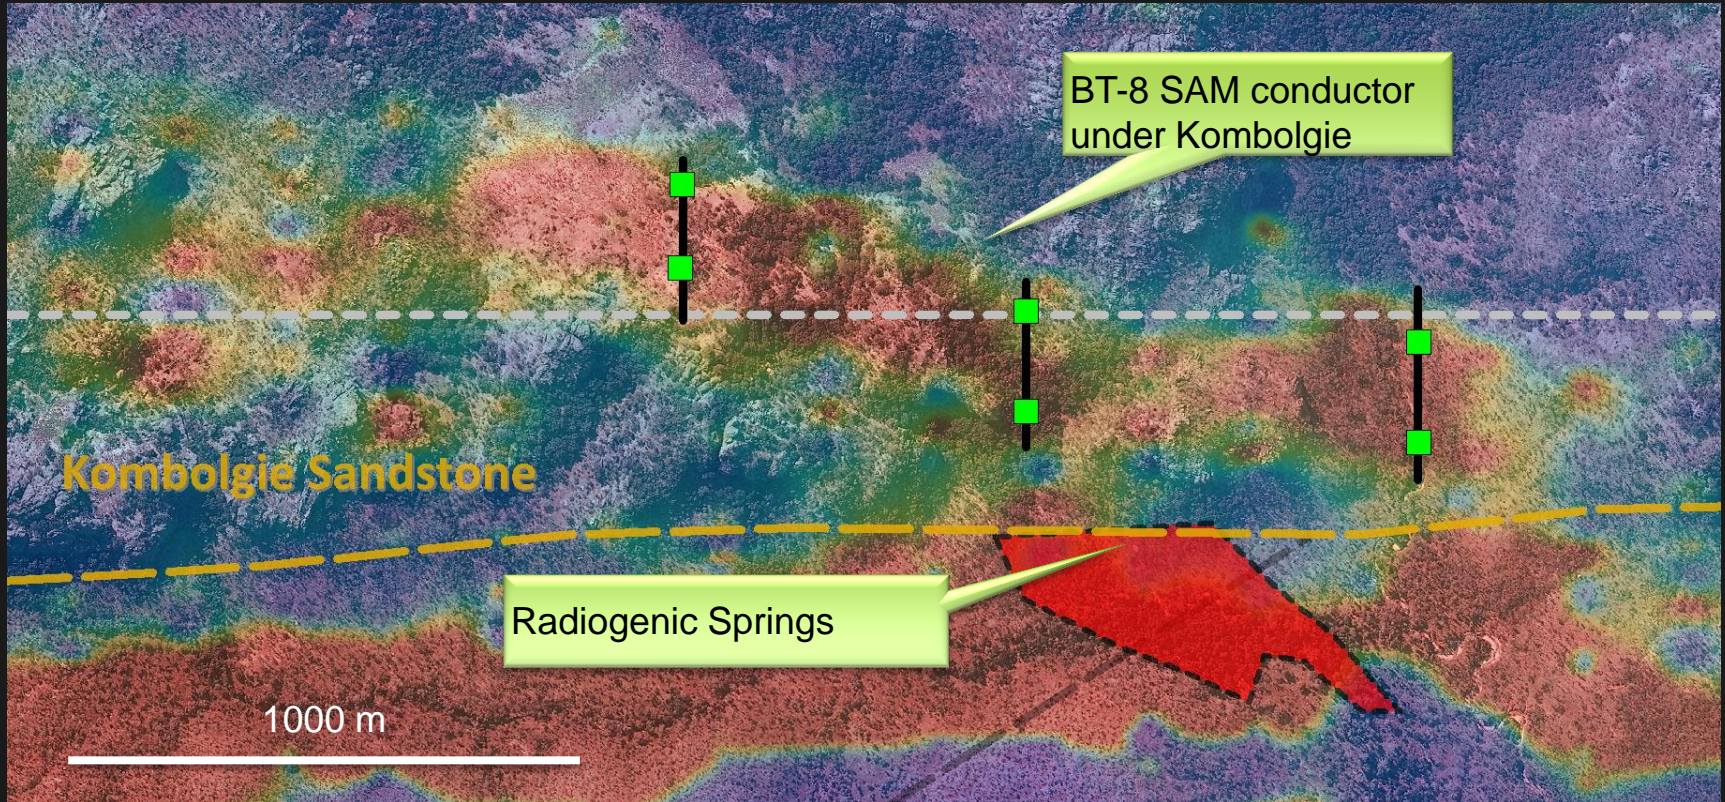 BT-8 SAM conductor
under Kombolgie
Kombolgie Sandstone
Radiogenic Springs
1000 m